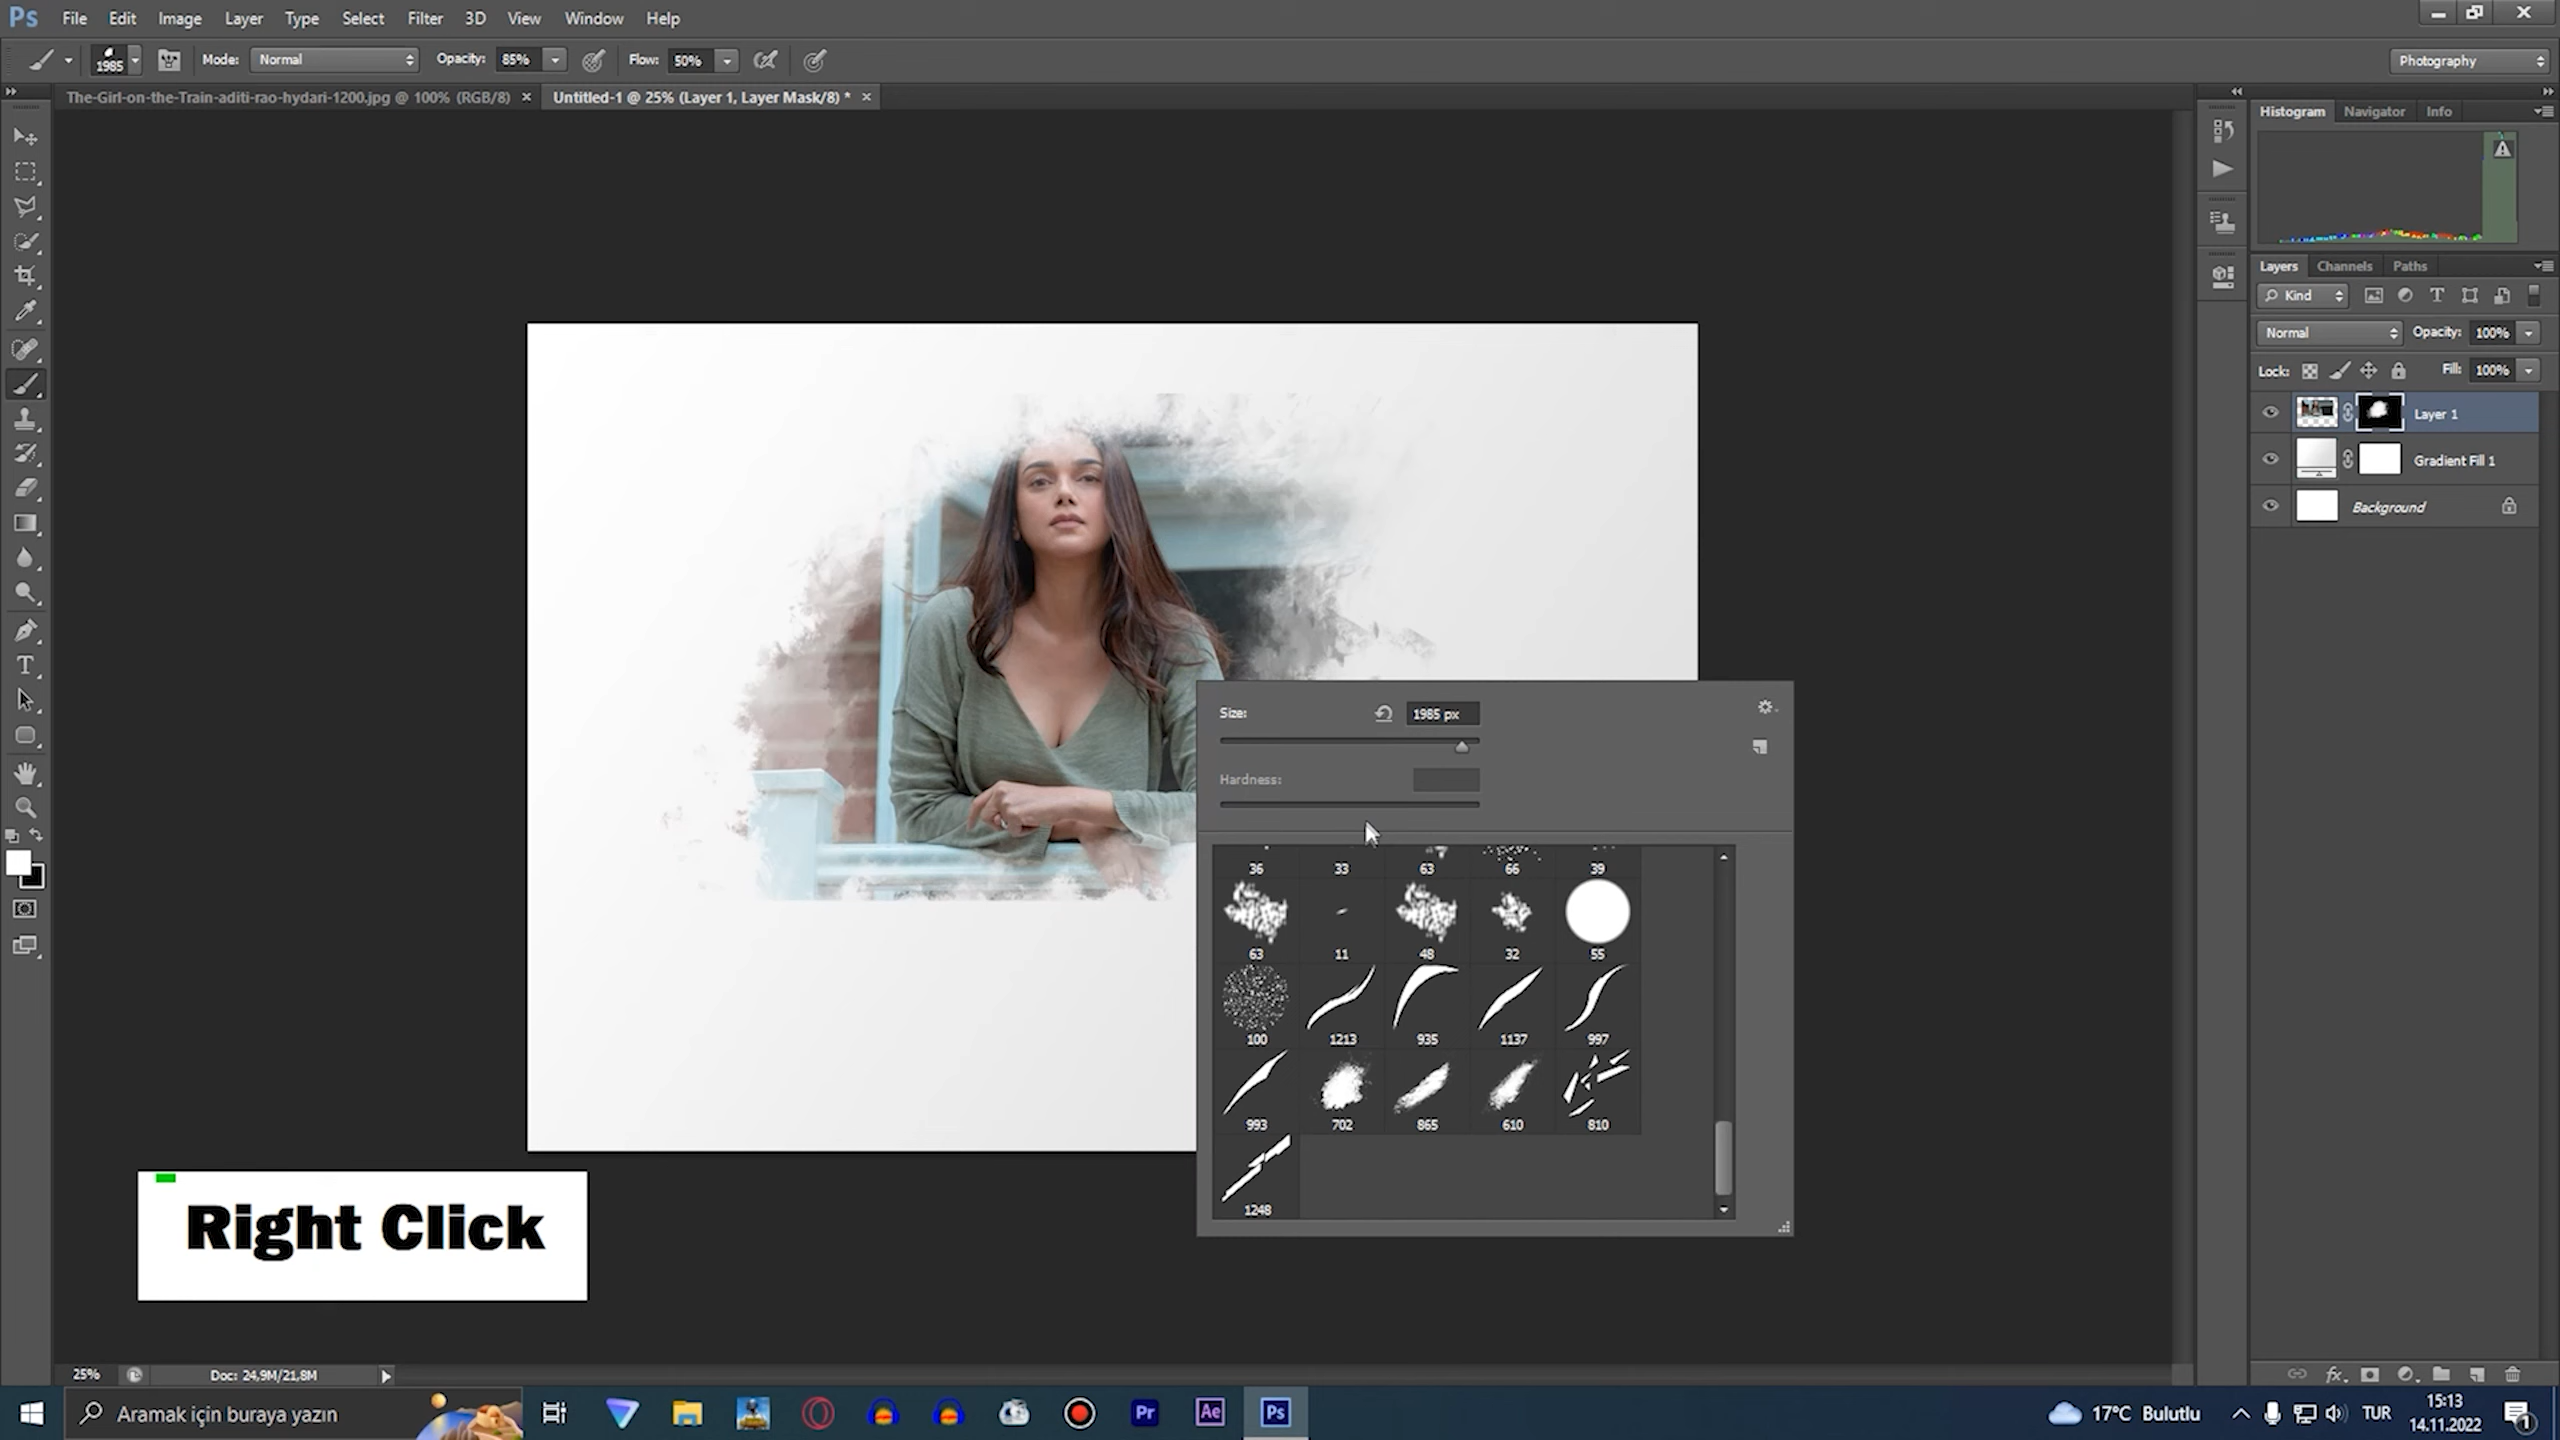 Ps File Edit Image Layer Type Select Filter 3D View Window Help
1985 Mode: Normal Opacity: 85% Flow: 50% Photography
The-Girl-on-the-Train-aditi-rao-hydari-1200.jpg @ 100% (RGB/8) × Untitled-1 @ 25% (Layer 1, Layer Mask/8) * ×
Histogram Navigator Info
Layers Channels Paths
Kind
Normal Opacity: 100%
Lock: Fill: 100%
Layer 1
Gradient Fill 1
Background
Size: 1985 px
Hardness:
36 33 63 66 39
63 11 48 32 55
100 1213 935 1137 997
993 702 865 610 810
1248
Right Click
25% Doc: 24,9M/21,8M
Aramak için buraya yazın Pr Ae Ps 17°C Bulutlu TUR 15:13
14.11.2022
1